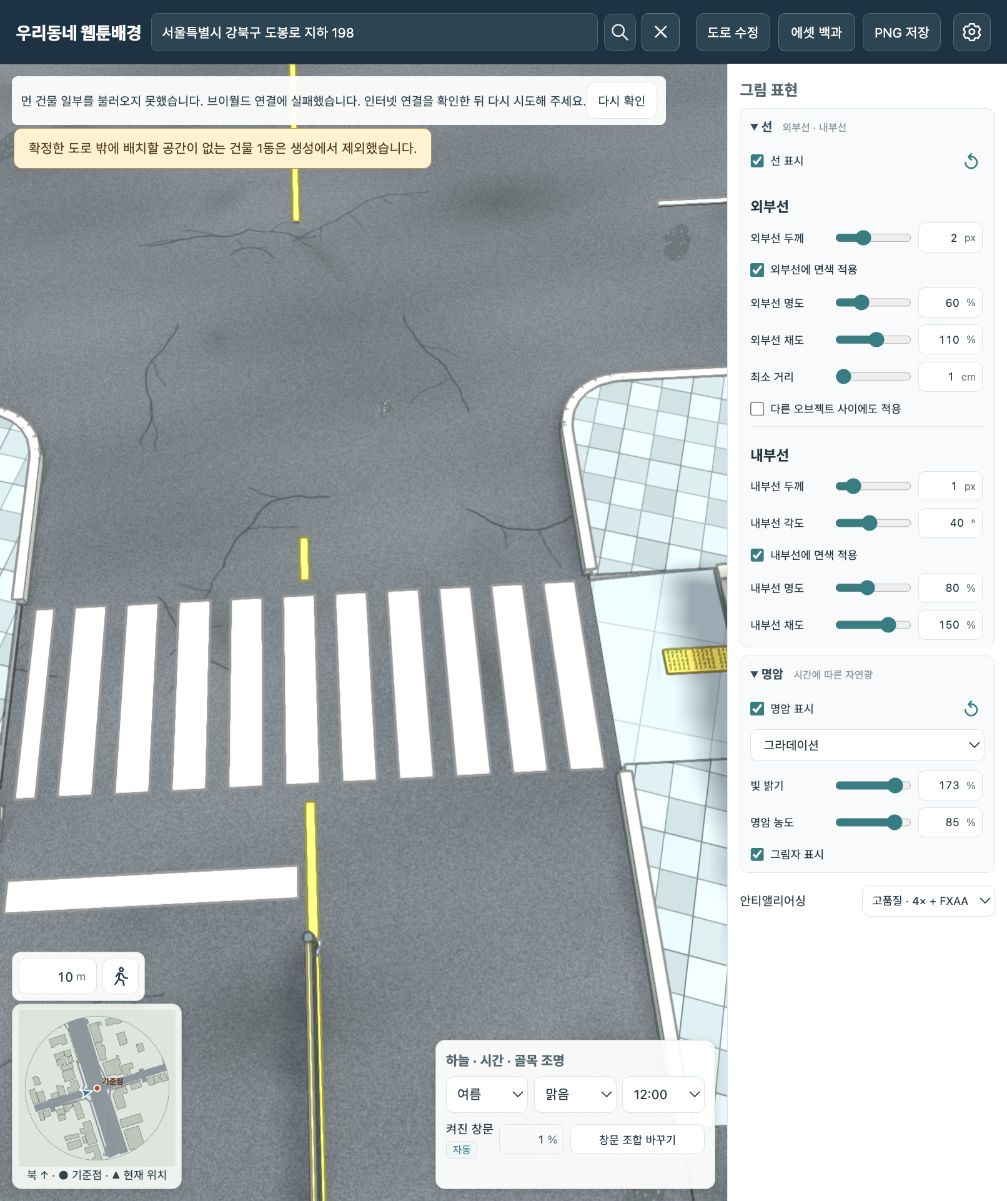 우리동네 웹툰배경
서울특별시 강북구 도봉로 지하 198
도로 수정
에셋 백과
PNG 저장
먼 건물 일부를 불러오지 못했습니다. 브이월드 연결에 실패했습니다. 인터넷 연결을 확인한 뒤 다시 시도해 주세요.
다시 확인
확정한 도로 밖에 배치할 공간이 없는 건물 1동은 생성에서 제외했습니다.
그림 표현
▼선 외부선 · 내부선
선 표시
외부선
외부선 두께 2 px
외부선에 면색 적용
외부선 명도 60 %
외부선 채도 110 %
최소 거리 1 cm
다른 오브젝트 사이에도 적용
내부선
내부선 두께 1 px
내부선 각도 40 °
내부선에 면색 적용
내부선 명도 80 %
내부선 채도 150 %
▼명암 시간에 따른 자연광
명암 표시
그라데이션
빛 밝기 173 %
명암 농도 85 %
그림자 표시
안티앨리어싱 고품질 · 4× + FXAA
10 m
기준점
북 ↑ · ● 기준점 · ▲ 현재 위치
하늘 · 시간 · 골목 조명
여름 맑음 12:00
커진 창문
자동
1 %
창문 조합 바꾸기